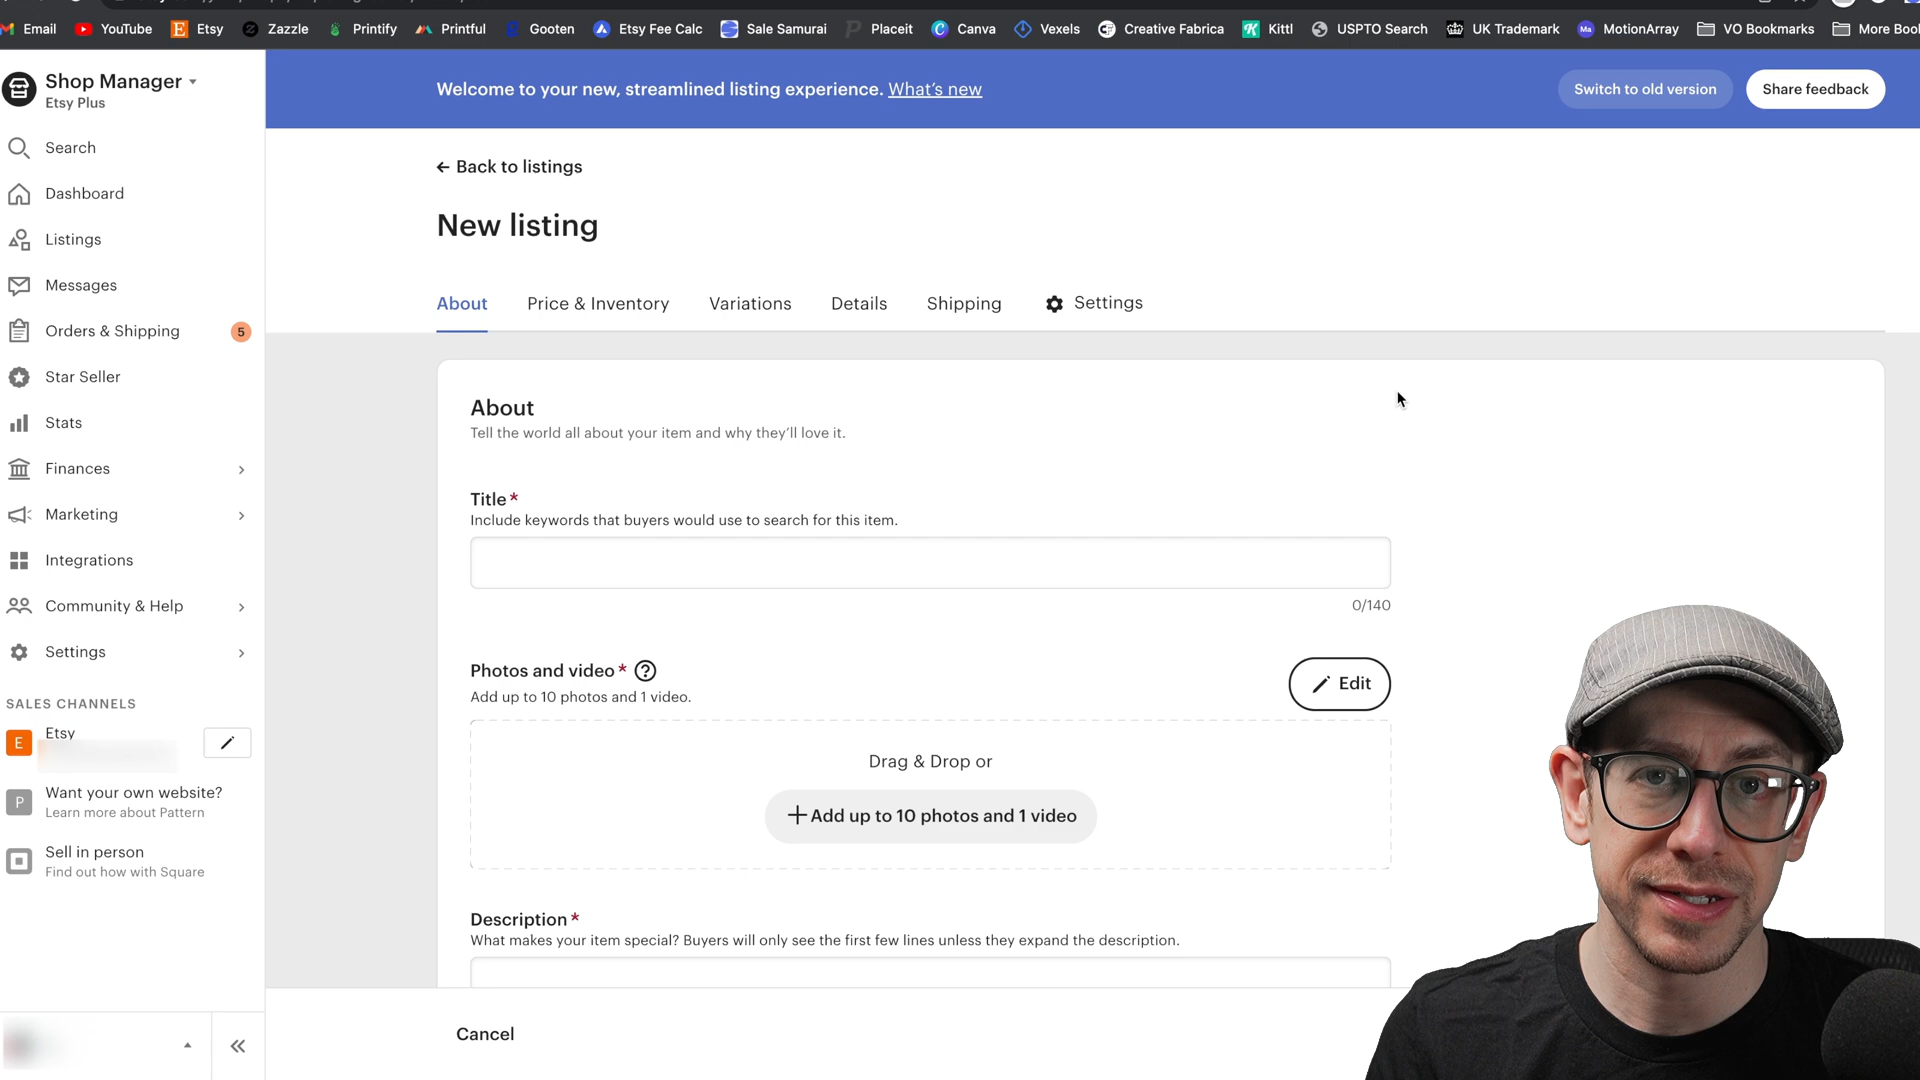 Email
YouTube
Etsy
Zazzle
Printify
Printful
Gooten
Etsy Fee Calc
Sale Samurai
Placeit
Canva
Vexels
Creative Fabrica
Kittl
USPTO Search
UK Trademark
MotionArray
VO Bookmarks
More Boo
Shop Manager
Etsy Plus
Search
Dashboard
Listings
Messages
Orders & Shipping 5
Star Seller
Stats
Finances
Marketing
Integrations
Community & Help
Settings
SALES CHANNELS
E Etsy
P Want your own website?
Learn more about Pattern
Sell in person
Find out how with Square
Welcome to your new, streamlined listing experience. What's new
Switch to old version
Share feedback
← Back to listings
New listing
About
Price & Inventory
Variations
Details
Shipping
Settings
About
Tell the world all about your item and why they'll love it.
Title *
Include keywords that buyers would use to search for this item.
0/140
Photos and video * ?
Add up to 10 photos and 1 video.
Edit
Drag & Drop or
+ Add up to 10 photos and 1 video
Description *
What makes your item special? Buyers will only see the first few lines unless they expand the description.
Cancel